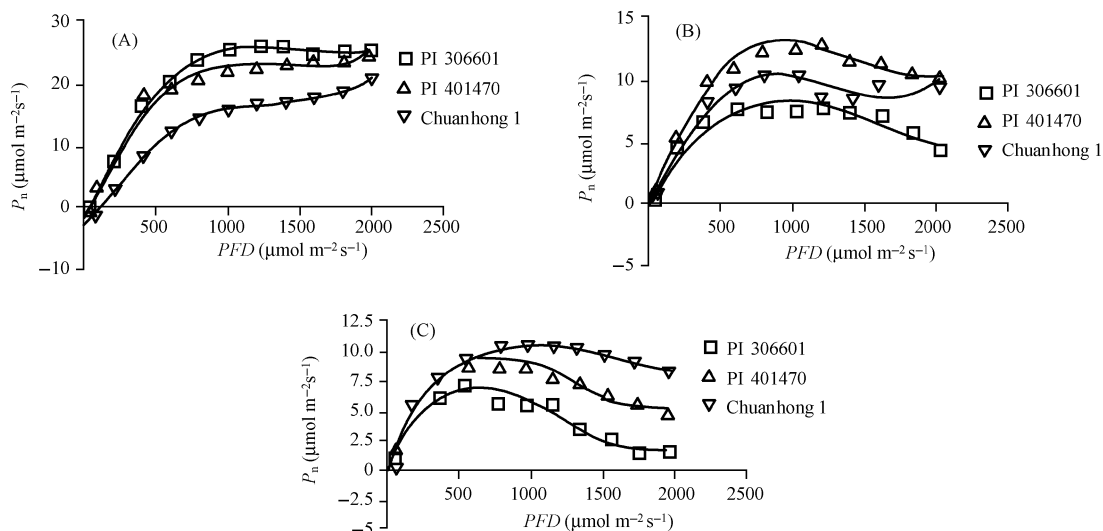 (A)
30
20
10
0
−10
500
1000
1500
2000
2500
Pn (μmol m−2s−1)
PFD (μmol m−2 s−1)
PI 306601
PI 401470
Chuanhong 1
(B)
15
10
5
0
−5
500
1000
1500
2000
2500
Pn (μmol m−2s−1)
PFD (μmol m−2 s−1)
PI 306601
PI 401470
Chuanhong 1
(C)
12.5
10.0
7.5
5.0
2.5
0
−2.5
−5
500
1000
1500
2000
2500
Pn (μmol m−2s−1)
PFD (μmol m−2 s−1)
PI 306601
PI 401470
Chuanhong 1